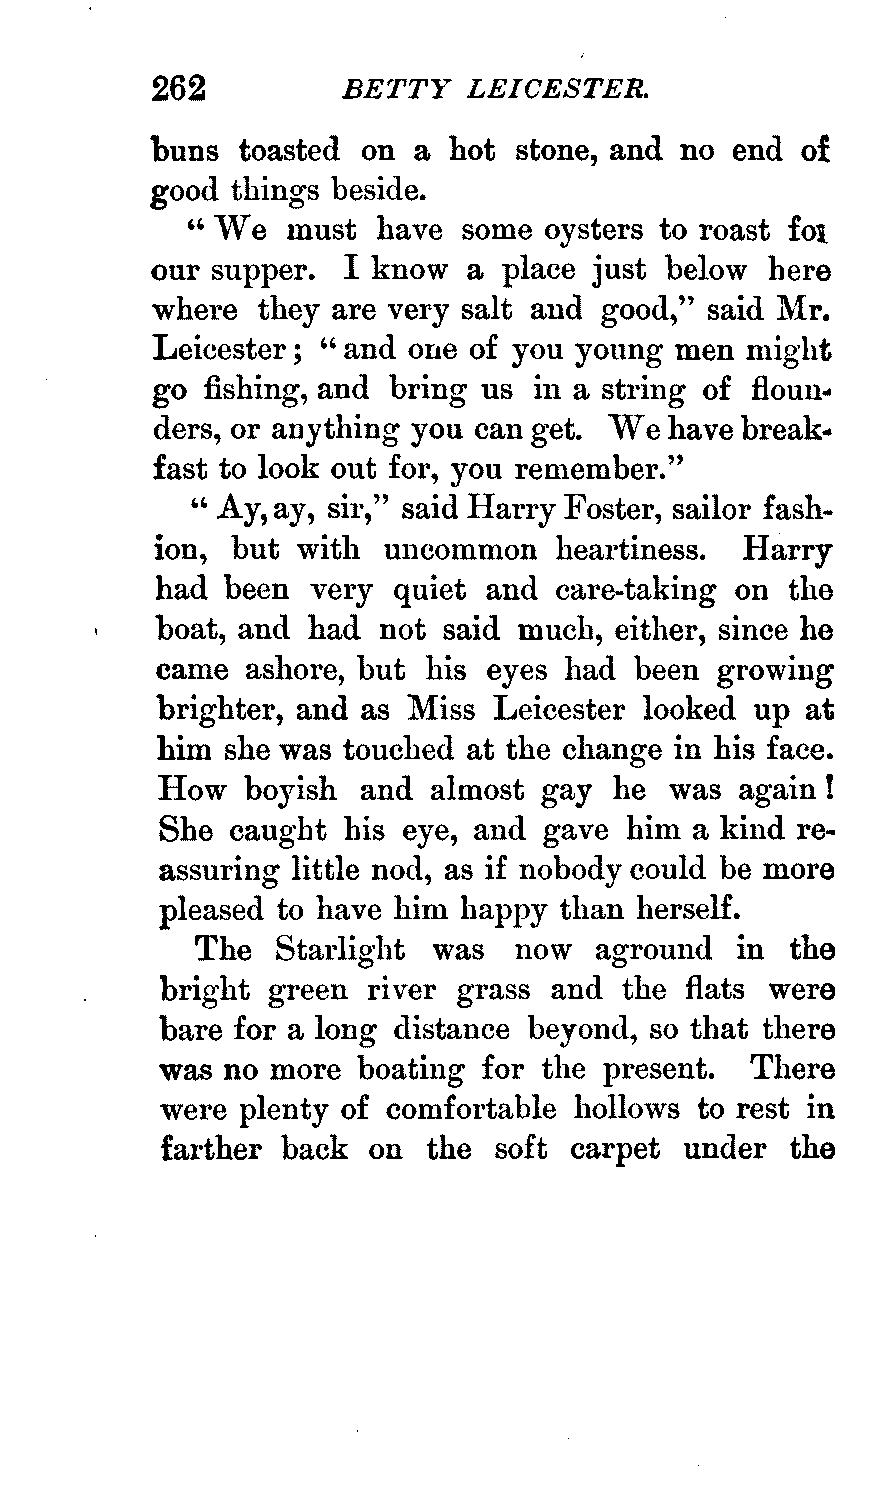 262 BETTY LEICESTER.
buns toasted on a hot stone, and no end of
good things beside.
“ We must have some oysters to roast for
our supper. I know a place just below here
where they are very salt and good,” said Mr.
Leicester; “ and one of you young men might
go fishing, and bring us in a string of floun-
ders, or anything you can get. We have break-
fast to look out for, you remember.”
“ Ay, ay, sir,” said Harry Foster, sailor fash-
ion, but with uncommon heartiness. Harry
had been very quiet and care-taking on the
boat, and had not said much, either, since he
came ashore, but his eyes had been growing
brighter, and as Miss Leicester looked up at
him she was touched at the change in his face.
How boyish and almost gay he was again!
She caught his eye, and gave him a kind re-
assuring little nod, as if nobody could be more
pleased to have him happy than herself.
The Starlight was now aground in the
bright green river grass and the flats were
bare for a long distance beyond, so that there
was no more boating for the present. There
were plenty of comfortable hollows to rest in
farther back on the soft carpet under the